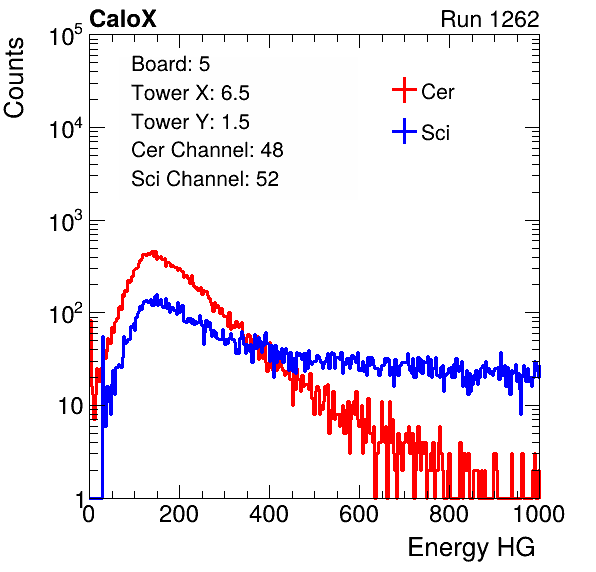 CaloX Run 1262
Counts
10^5
10^4
10^3
10^2
10
1
Board: 5
Tower X: 6.5
Tower Y: 1.5
Cer Channel: 48
Sci Channel: 52
Cer
Sci
0 200 400 600 800 1000
Energy HG